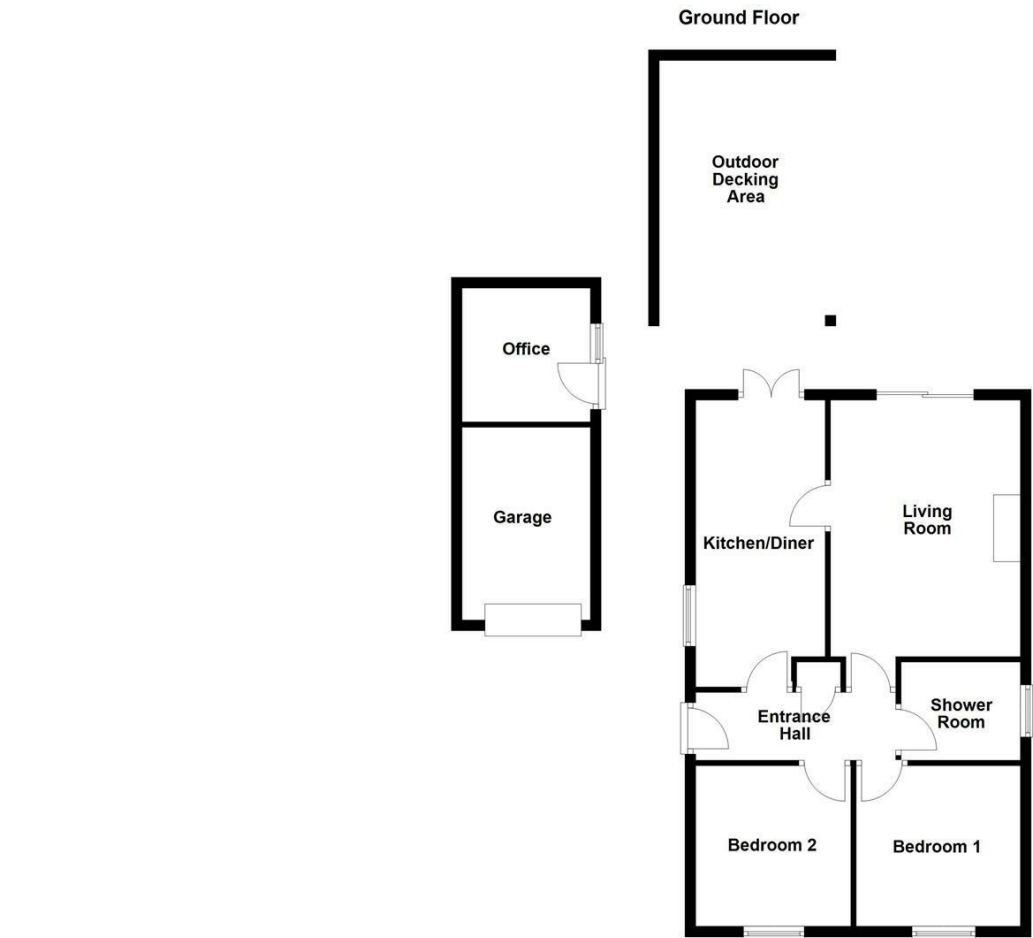 Ground Floor
Outdoor
Decking
Area
Office
Garage
Living
Room
Kitchen/Diner
Shower
Room
Entrance
Hall
Bedroom 2
Bedroom 1